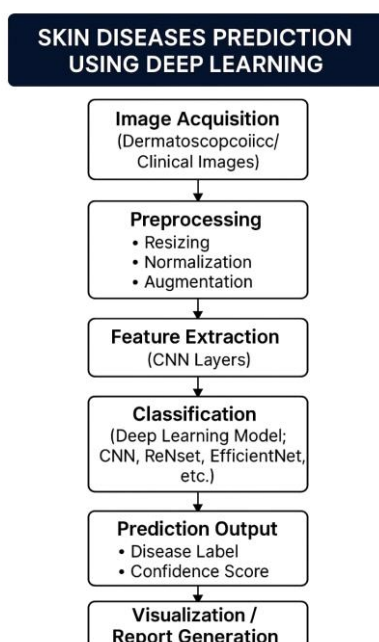 SKIN DISEASES PREDICTION
USING DEEP LEARNING
Image Acquisition
(Dermatoscopcoiicc/
Clinical Images)
Preprocessing
• Resizing
• Normalization
• Augmentation
Feature Extraction
(CNN Layers)
Classification
(Deep Learning Model;
CNN, ReNset, EfficientNet,
etc.)
Prediction Output
• Disease Label
• Confidence Score
Visualization /
Report Generation